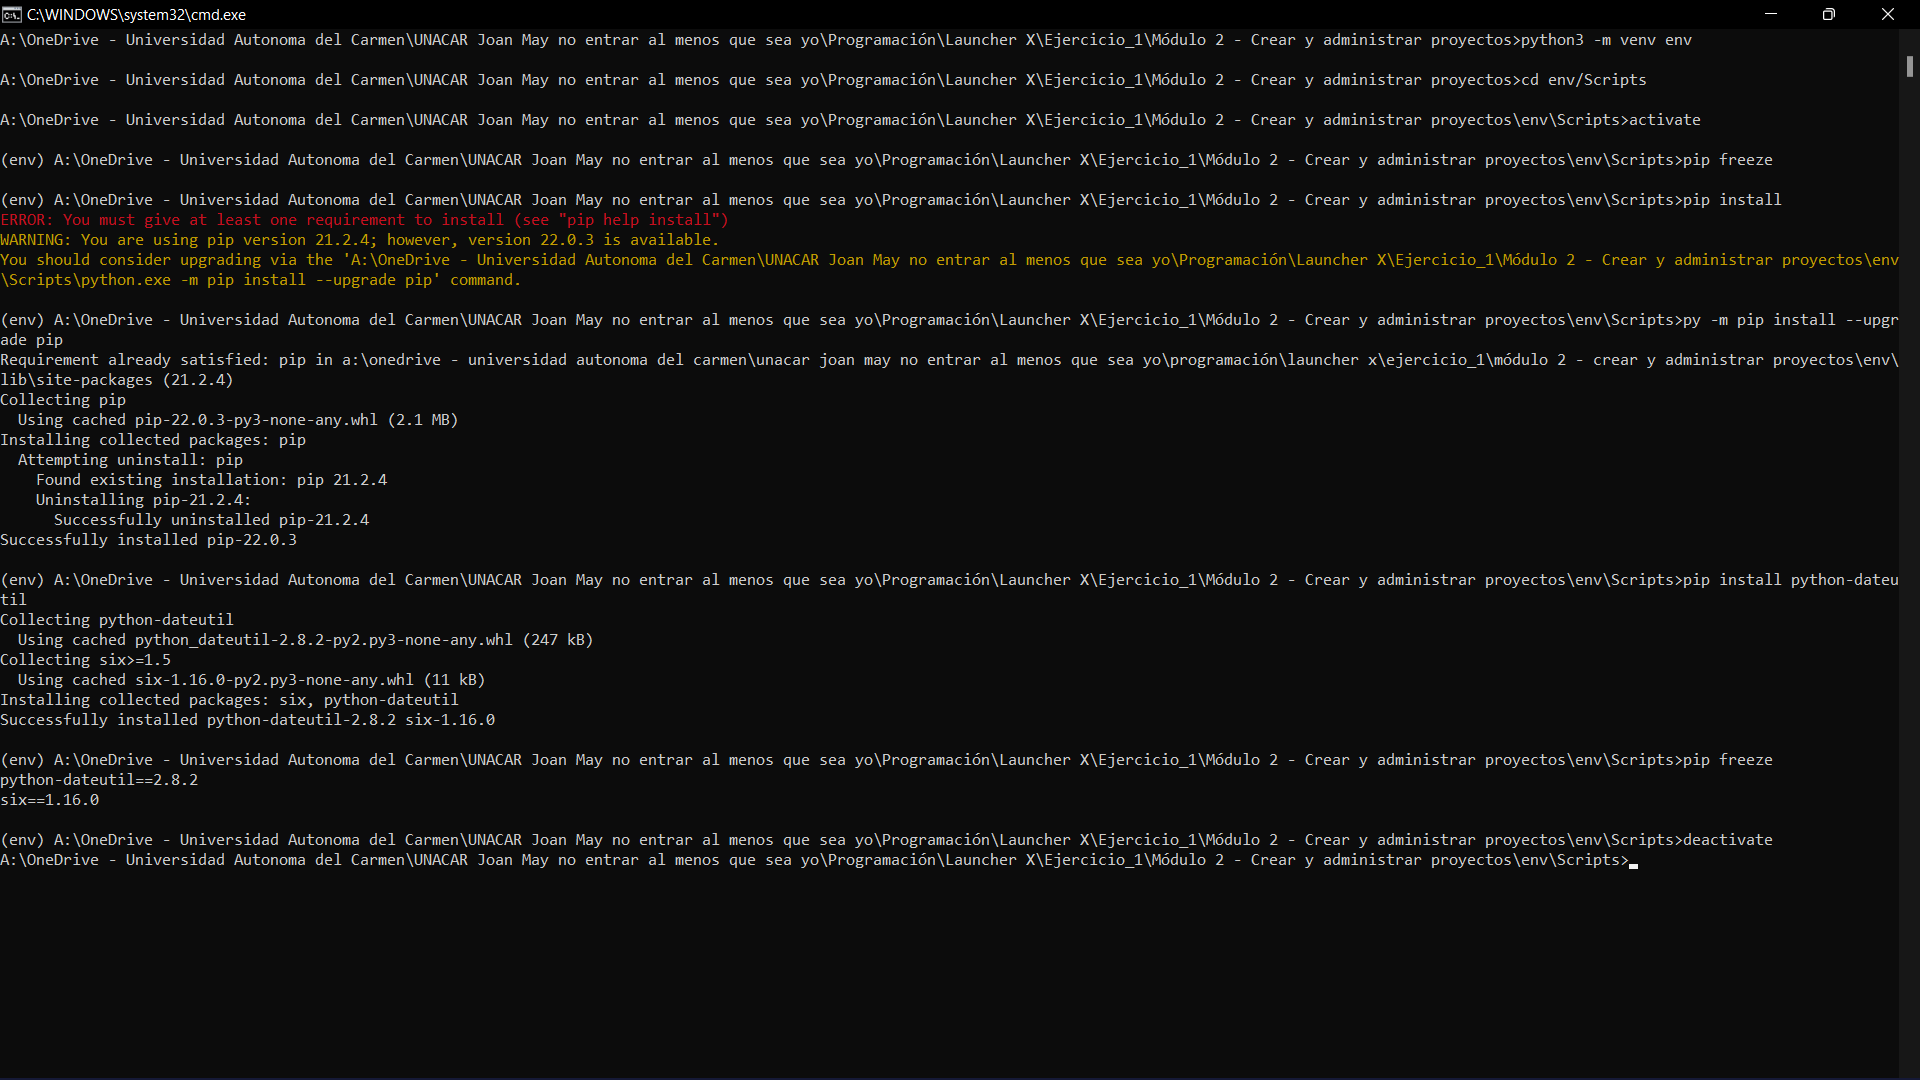 C:\WINDOWS\system32\cmd.exe
A:\OneDrive - Universidad Autonoma del Carmen\UNACAR Joan May no entrar al menos que sea yo\Programación\Launcher X\Ejercicio_1\Módulo 2 - Crear y administrar proyectos>python3 -m venv env
A:\OneDrive - Universidad Autonoma del Carmen\UNACAR Joan May no entrar al menos que sea yo\Programación\Launcher X\Ejercicio_1\Módulo 2 - Crear y administrar proyectos>cd env/Scripts
A:\OneDrive - Universidad Autonoma del Carmen\UNACAR Joan May no entrar al menos que sea yo\Programación\Launcher X\Ejercicio_1\Módulo 2 - Crear y administrar proyectos\env\Scripts>activate
(env) A:\OneDrive - Universidad Autonoma del Carmen\UNACAR Joan May no entrar al menos que sea yo\Programación\Launcher X\Ejercicio_1\Módulo 2 - Crear y administrar proyectos\env\Scripts>pip freeze
(env) A:\OneDrive - Universidad Autonoma del Carmen\UNACAR Joan May no entrar al menos que sea yo\Programación\Launcher X\Ejercicio_1\Módulo 2 - Crear y administrar proyectos\env\Scripts>pip install
ERROR: You must give at least one requirement to install (see "pip help install")
WARNING: You are using pip version 21.2.4; however, version 22.0.3 is available.
You should consider upgrading via the 'A:\OneDrive - Universidad Autonoma del Carmen\UNACAR Joan May no entrar al menos que sea yo\Programación\Launcher X\Ejercicio_1\Módulo 2 - Crear y administrar proyectos\env
\Scripts\python.exe -m pip install --upgrade pip' command.
(env) A:\OneDrive - Universidad Autonoma del Carmen\UNACAR Joan May no entrar al menos que sea yo\Programación\Launcher X\Ejercicio_1\Módulo 2 - Crear y administrar proyectos\env\Scripts>py -m pip install --upgr
ade pip
Requirement already satisfied: pip in a:\onedrive - universidad autonoma del carmen\unacar joan may no entrar al menos que sea yo\programación\launcher x\ejercicio_1\módulo 2 - crear y administrar proyectos\env\
lib\site-packages (21.2.4)
Collecting pip
  Using cached pip-22.0.3-py3-none-any.whl (2.1 MB)
Installing collected packages: pip
  Attempting uninstall: pip
    Found existing installation: pip 21.2.4
    Uninstalling pip-21.2.4:
      Successfully uninstalled pip-21.2.4
Successfully installed pip-22.0.3
(env) A:\OneDrive - Universidad Autonoma del Carmen\UNACAR Joan May no entrar al menos que sea yo\Programación\Launcher X\Ejercicio_1\Módulo 2 - Crear y administrar proyectos\env\Scripts>pip install python-dateu
til
Collecting python-dateutil
  Using cached python_dateutil-2.8.2-py2.py3-none-any.whl (247 kB)
Collecting six>=1.5
  Using cached six-1.16.0-py2.py3-none-any.whl (11 kB)
Installing collected packages: six, python-dateutil
Successfully installed python-dateutil-2.8.2 six-1.16.0
(env) A:\OneDrive - Universidad Autonoma del Carmen\UNACAR Joan May no entrar al menos que sea yo\Programación\Launcher X\Ejercicio_1\Módulo 2 - Crear y administrar proyectos\env\Scripts>pip freeze
python-dateutil==2.8.2
six==1.16.0
(env) A:\OneDrive - Universidad Autonoma del Carmen\UNACAR Joan May no entrar al menos que sea yo\Programación\Launcher X\Ejercicio_1\Módulo 2 - Crear y administrar proyectos\env\Scripts>deactivate
A:\OneDrive - Universidad Autonoma del Carmen\UNACAR Joan May no entrar al menos que sea yo\Programación\Launcher X\Ejercicio_1\Módulo 2 - Crear y administrar proyectos\env\Scripts>